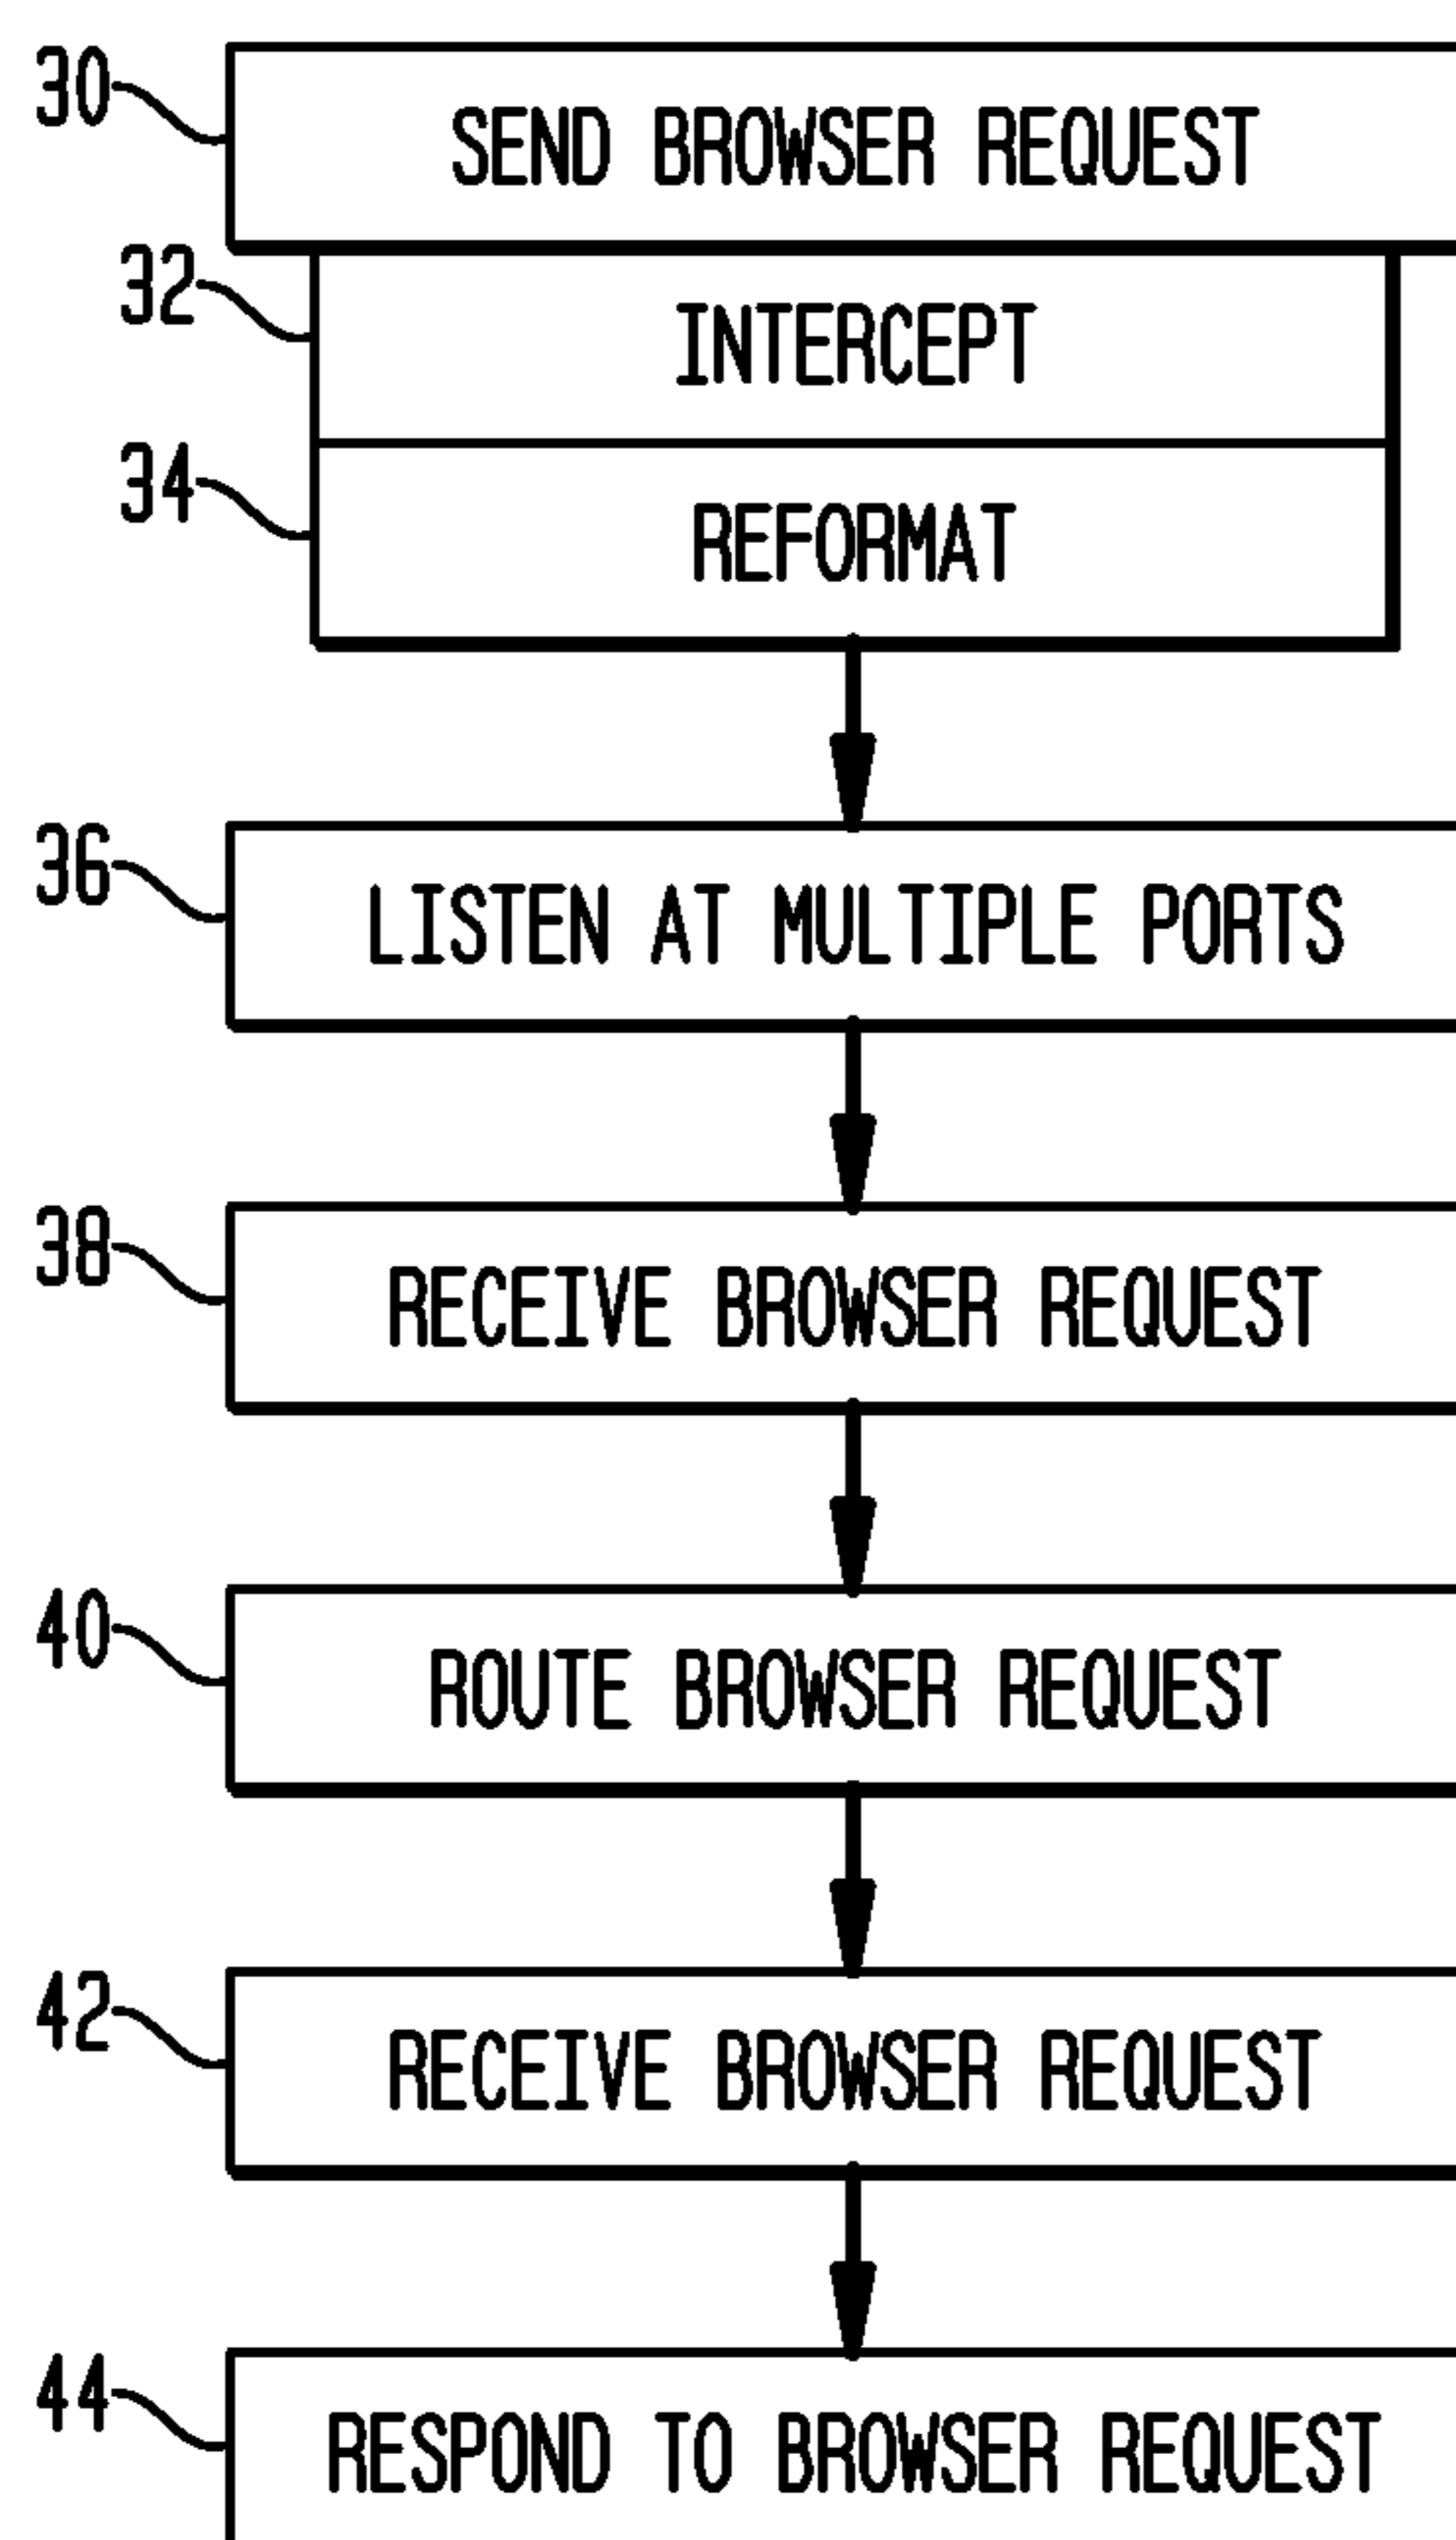 30
SEND BROWSER REQUEST
32
INTERCEPT
34
REFORMAT
36
LISTEN AT MULTIPLE PORTS
38
RECEIVE BROWSER REQUEST
40
ROUTE BROWSER REQUEST
42
RECEIVE BROWSER REQUEST
44
RESPOND TO BROWSER REQUEST